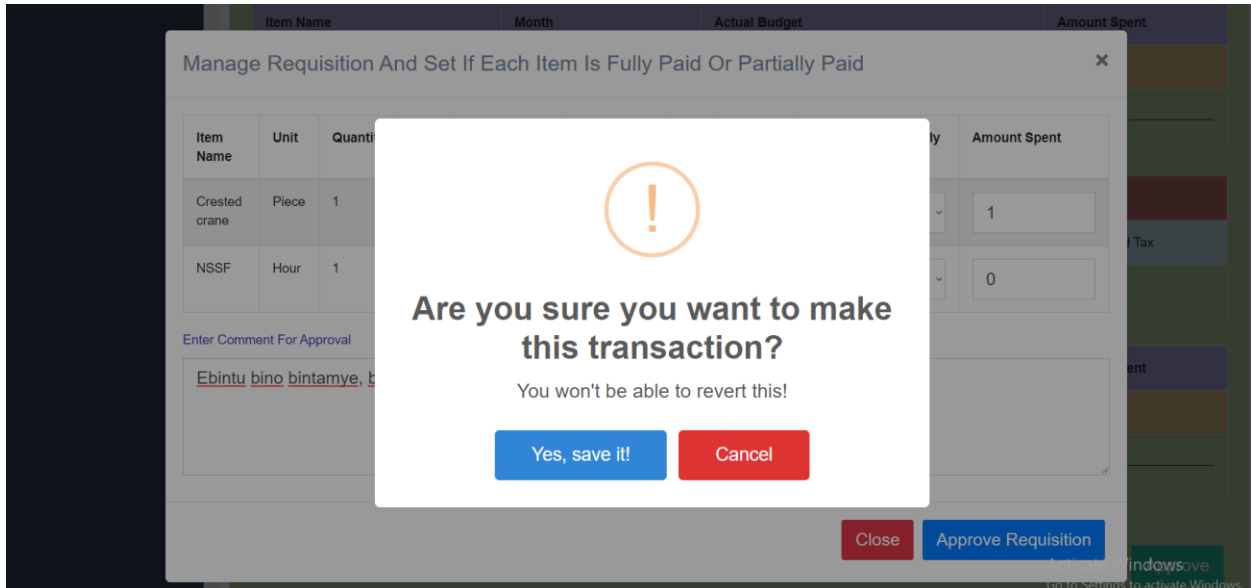 Item Name Month Actual Budget Amount Spent
Manage Requisition And Set If Each Item Is Fully Paid Or Partially Paid ×
Item Name Unit ly Amount Spent
Crested crane Piece 1 1
Tax
NSSF Hour 1 0
Are you sure you want to make
this transaction?
You won't be able to revert this!
Enter Comment For Approval
Ebintu bino bintamye,
Yes, save it! Cancel
Close Approve Requisition
Activate Windows
Go to Settings to activate Windows.